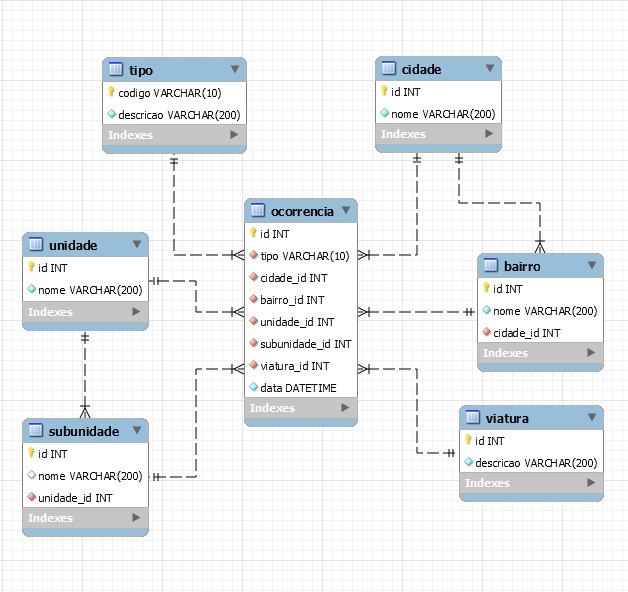 tipo
codigo VARCHAR(10)
descricao VARCHAR(200)
Indexes
cidade
id INT
nome VARCHAR(200)
Indexes
ocorrencia
id INT
tipo VARCHAR(10)
cidade_id INT
bairro_id INT
unidade_id INT
subunidade_id INT
viatura_id INT
data DATETIME
Indexes
unidade
id INT
nome VARCHAR(200)
Indexes
bairro
id INT
nome VARCHAR(200)
cidade_id INT
Indexes
subunidade
id INT
nome VARCHAR(200)
unidade_id INT
Indexes
viatura
id INT
descricao VARCHAR(200)
Indexes